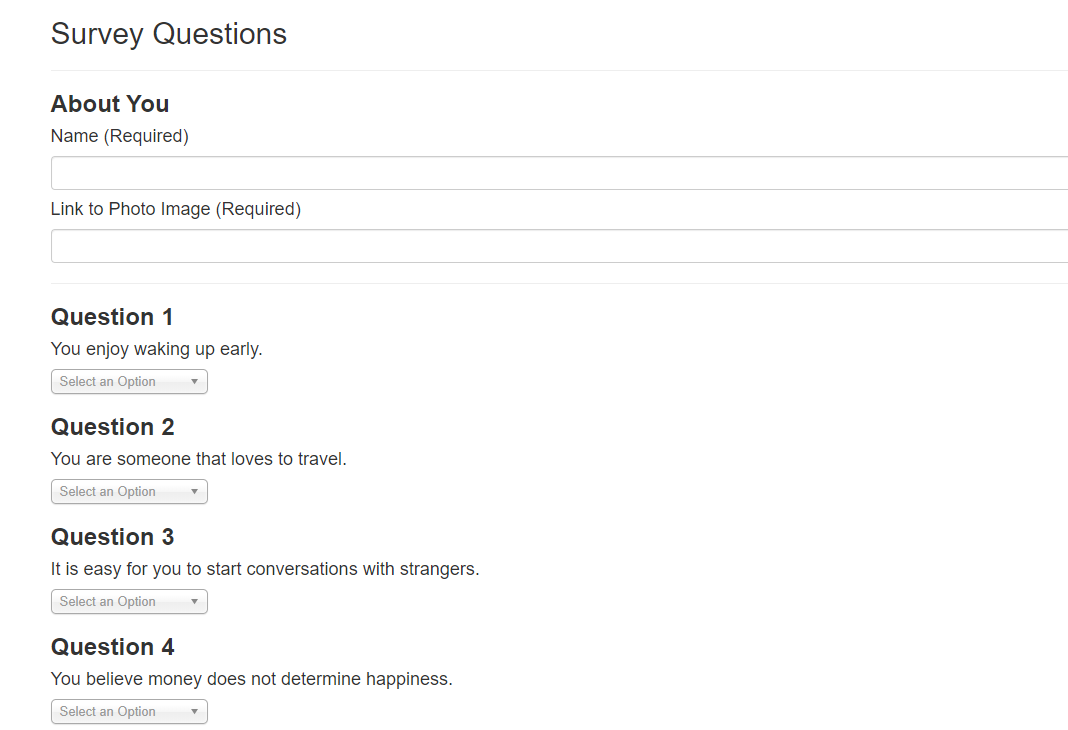 Survey Questions
About You
Name (Required)
Link to Photo Image (Required)
Question 1
You enjoy waking up early.
Select an Option
Question 2
You are someone that loves to travel.
Select an Option
Question 3
It is easy for you to start conversations with strangers.
Select an Option
Question 4
You believe money does not determine happiness.
Select an Option